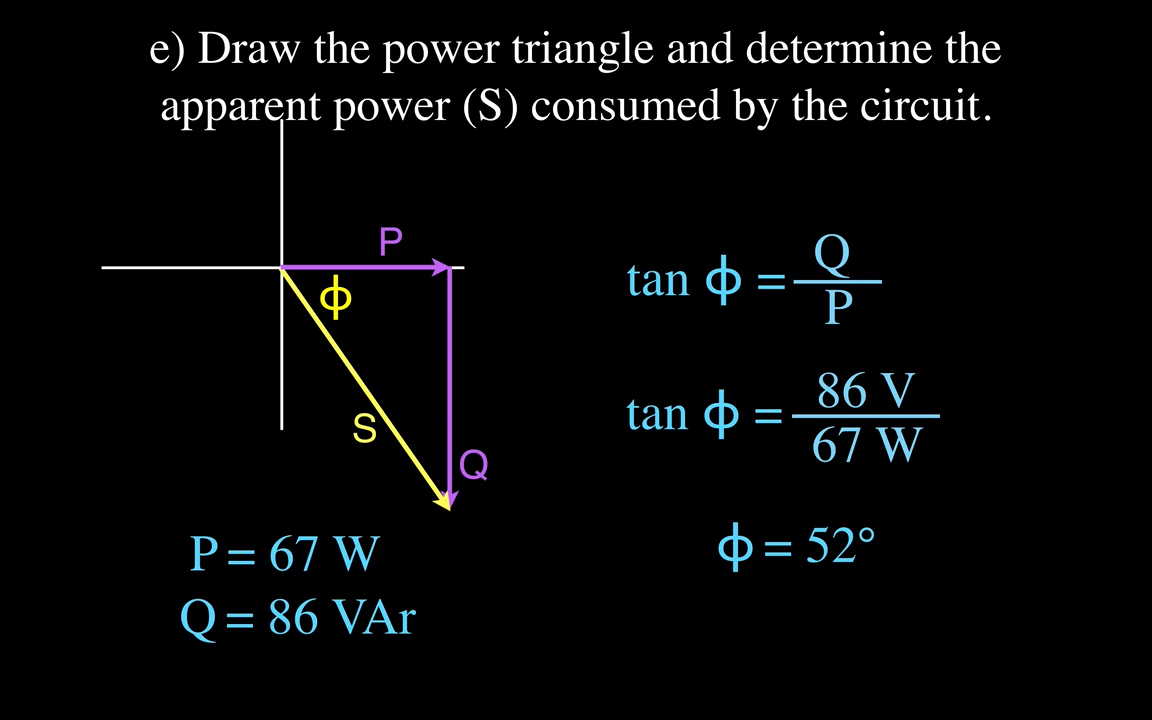 e) Draw the power triangle and determine the
apparent power (S) consumed by the circuit.
P
ϕ
S
Q
P = 67 W
Q = 86 VAr
tan ϕ = Q
P
tan ϕ = 86 V
67 W
ϕ = 52°